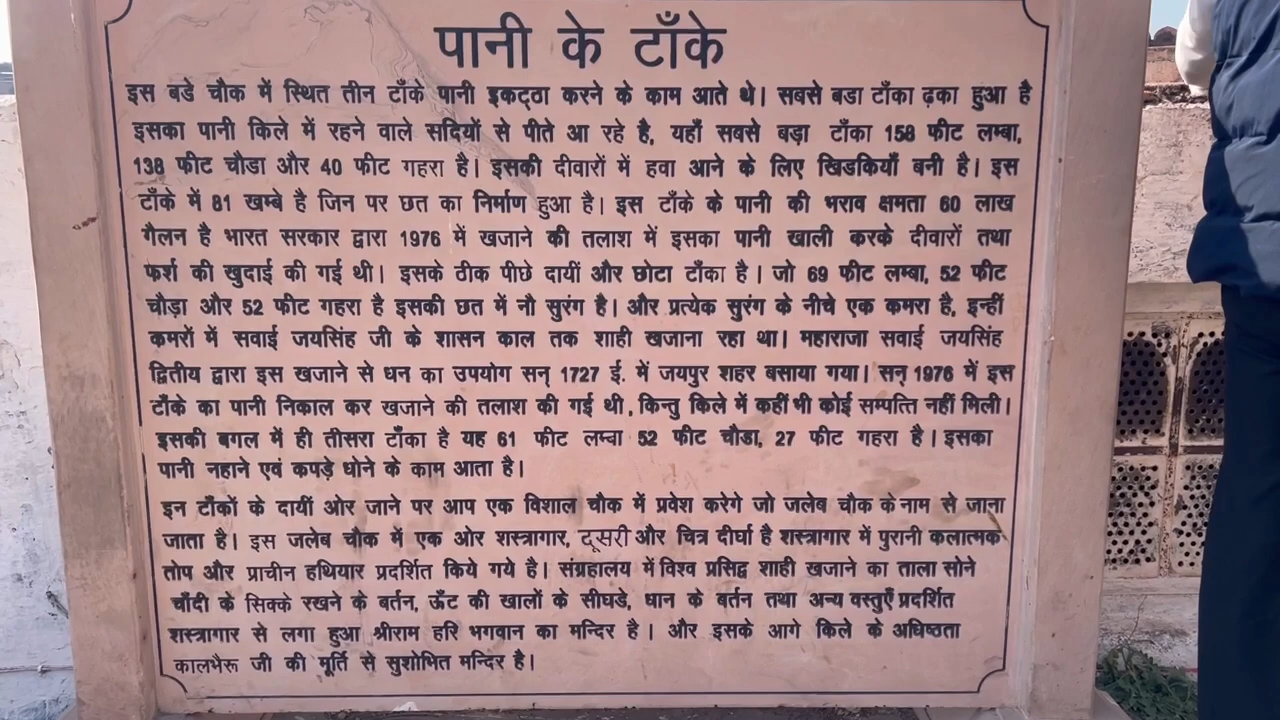 पानी के टाँके
इस बडे चौक में स्थित तीन टाँके पानी इकट्ठा करने के काम आते थे। सबसे बडा टाँका ढ़का हुआ है
इसका पानी किले में रहने वाले सदियों से पीते आ रहे है, यहाँ सबसे बड़ा टाँका 158 फीट लम्बा,
138 फीट चौडा और 40 फीट गहरा है। इसकी दीवारों में हवा आने के लिए खिडकियाँ बनी है। इस
टाँके में 81 खम्बे है जिन पर छत का निर्माण हुआ है। इस टाँके के पानी की भराव क्षमता 60 लाख
गैलन है भारत सरकार द्वारा 1976 में खजाने की तलाश में इसका पानी खाली करके दीवारों तथा
फर्श की खुदाई की गई थी। इसके ठीक पीछे दायीं और छोटा टाँका है। जो 69 फीट लम्बा, 52 फीट
चौड़ा और 52 फीट गहरा है इसकी छत में नौ सुरंग है। और प्रत्येक सुरंग के नीचे एक कमरा है, इन्हीं
कमरों में सवाई जयसिंह जी के शासन काल तक शाही खजाना रहा था। महाराजा सवाई जयसिंह
द्वितीय द्वारा इस खजाने से धन का उपयोग सन् 1727 ई. में जयपुर शहर बसाया गया। सन् 1976 में इस
टाँके का पानी निकाल कर खजाने की तलाश की गई थी, किन्तु किले में कहीं भी कोई सम्पत्ति नहीं मिली।
इसकी बगल में ही तीसरा टाँका है यह 61 फीट लम्बा 52 फीट चौडा, 27 फीट गहरा है। इसका
पानी नहाने एवं कपड़े धोने के काम आता है।
इन टाँकों के दायीं ओर जाने पर आप एक विशाल चौक में प्रवेश करेगे जो जलेब चौक के नाम से जाना
जाता है। इस जलेब चौक में एक ओर शस्त्रागार, दूसरी और चित्र दीर्घा है शस्त्रागार में पुरानी कलात्मक
तोप और प्राचीन हथियार प्रदर्शित किये गये है। संग्रहालय में विश्व प्रसिद्व शाही खजाने का ताला सोने
चाँदी के सिक्के रखने के बर्तन, ऊँट की खालों के सीघडे, धान के बर्तन तथा अन्य वस्तुएँ प्रदर्शित
शस्त्रागार से लगा हुआ श्रीराम हरि भगवान का मन्दिर है। और इसके आगे किले के अधिष्ठता
कालभैरू जी की मूर्ति से सुशोभित मन्दिर है।